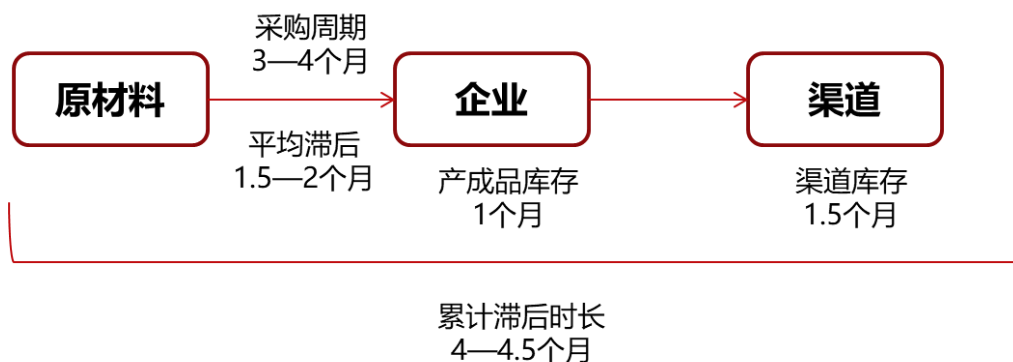 采购周期
3—4个月
原材料
企业
渠道
平均滞后
1.5—2个月
产成品库存
1个月
渠道库存
1.5个月
累计滞后时长
4—4.5个月